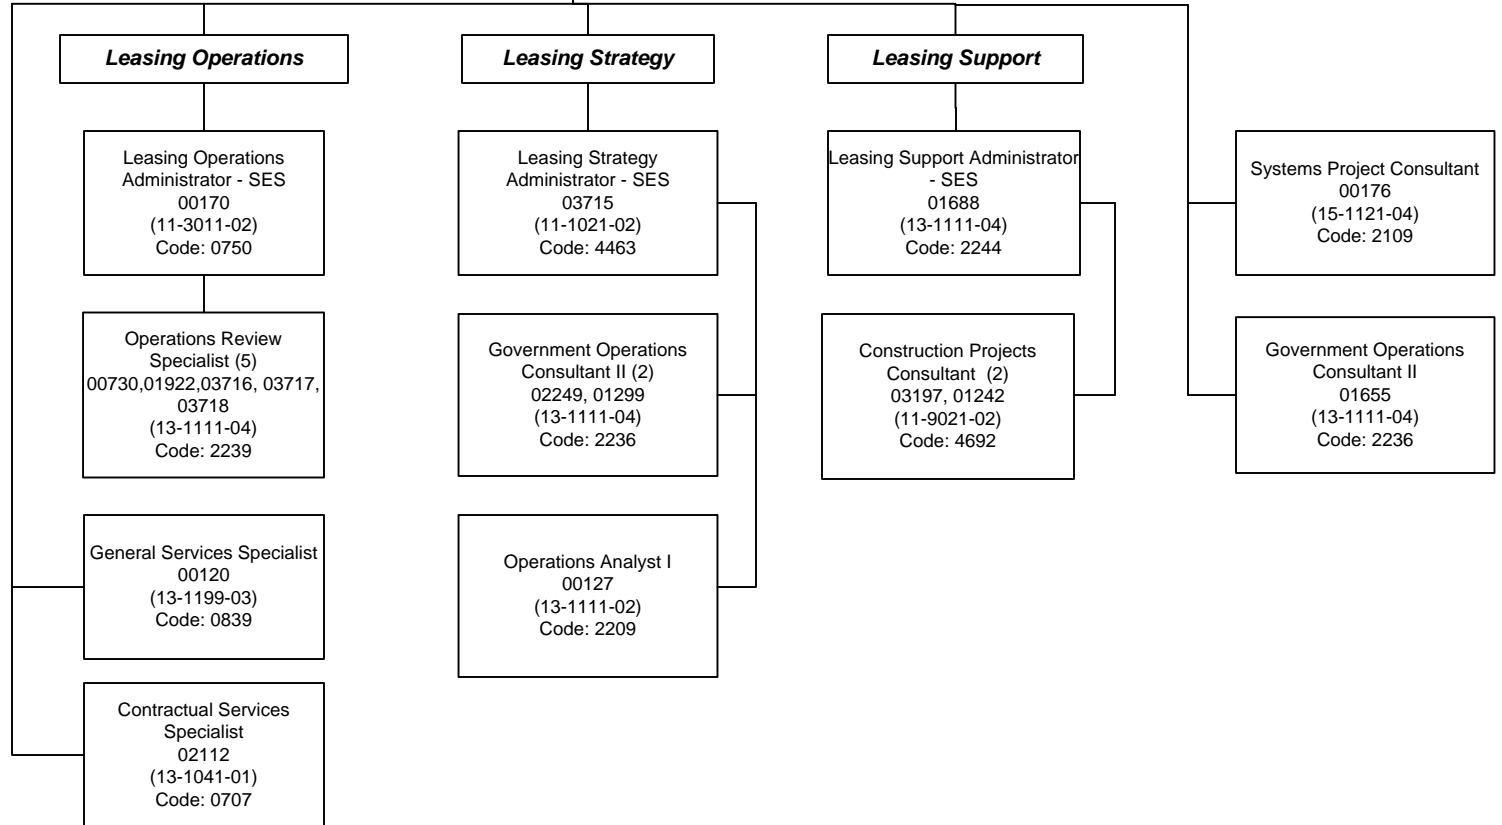 Leasing Operations
Leasing Operations
Administrator - SES
00170
(11-3011-02)
Code: 0750
Operations Review
Specialist (5)
00730,01922,03716, 03717,
03718
(13-1111-04)
Code: 2239
General Services Specialist
00120
(13-1199-03)
Code: 0839
Contractual Services
Specialist
02112
(13-1041-01)
Code: 0707
Leasing Strategy
Leasing Strategy
Administrator - SES
03715
(11-1021-02)
Code: 4463
Government Operations
Consultant II (2)
02249, 01299
(13-1111-04)
Code: 2236
Operations Analyst I
00127
(13-1111-02)
Code: 2209
Leasing Support
Leasing Support Administrator
- SES
01688
(13-1111-04)
Code: 2244
Construction Projects
Consultant (2)
03197, 01242
(11-9021-02)
Code: 4692
Systems Project Consultant
00176
(15-1121-04)
Code: 2109
Government Operations
Consultant II
01655
(13-1111-04)
Code: 2236